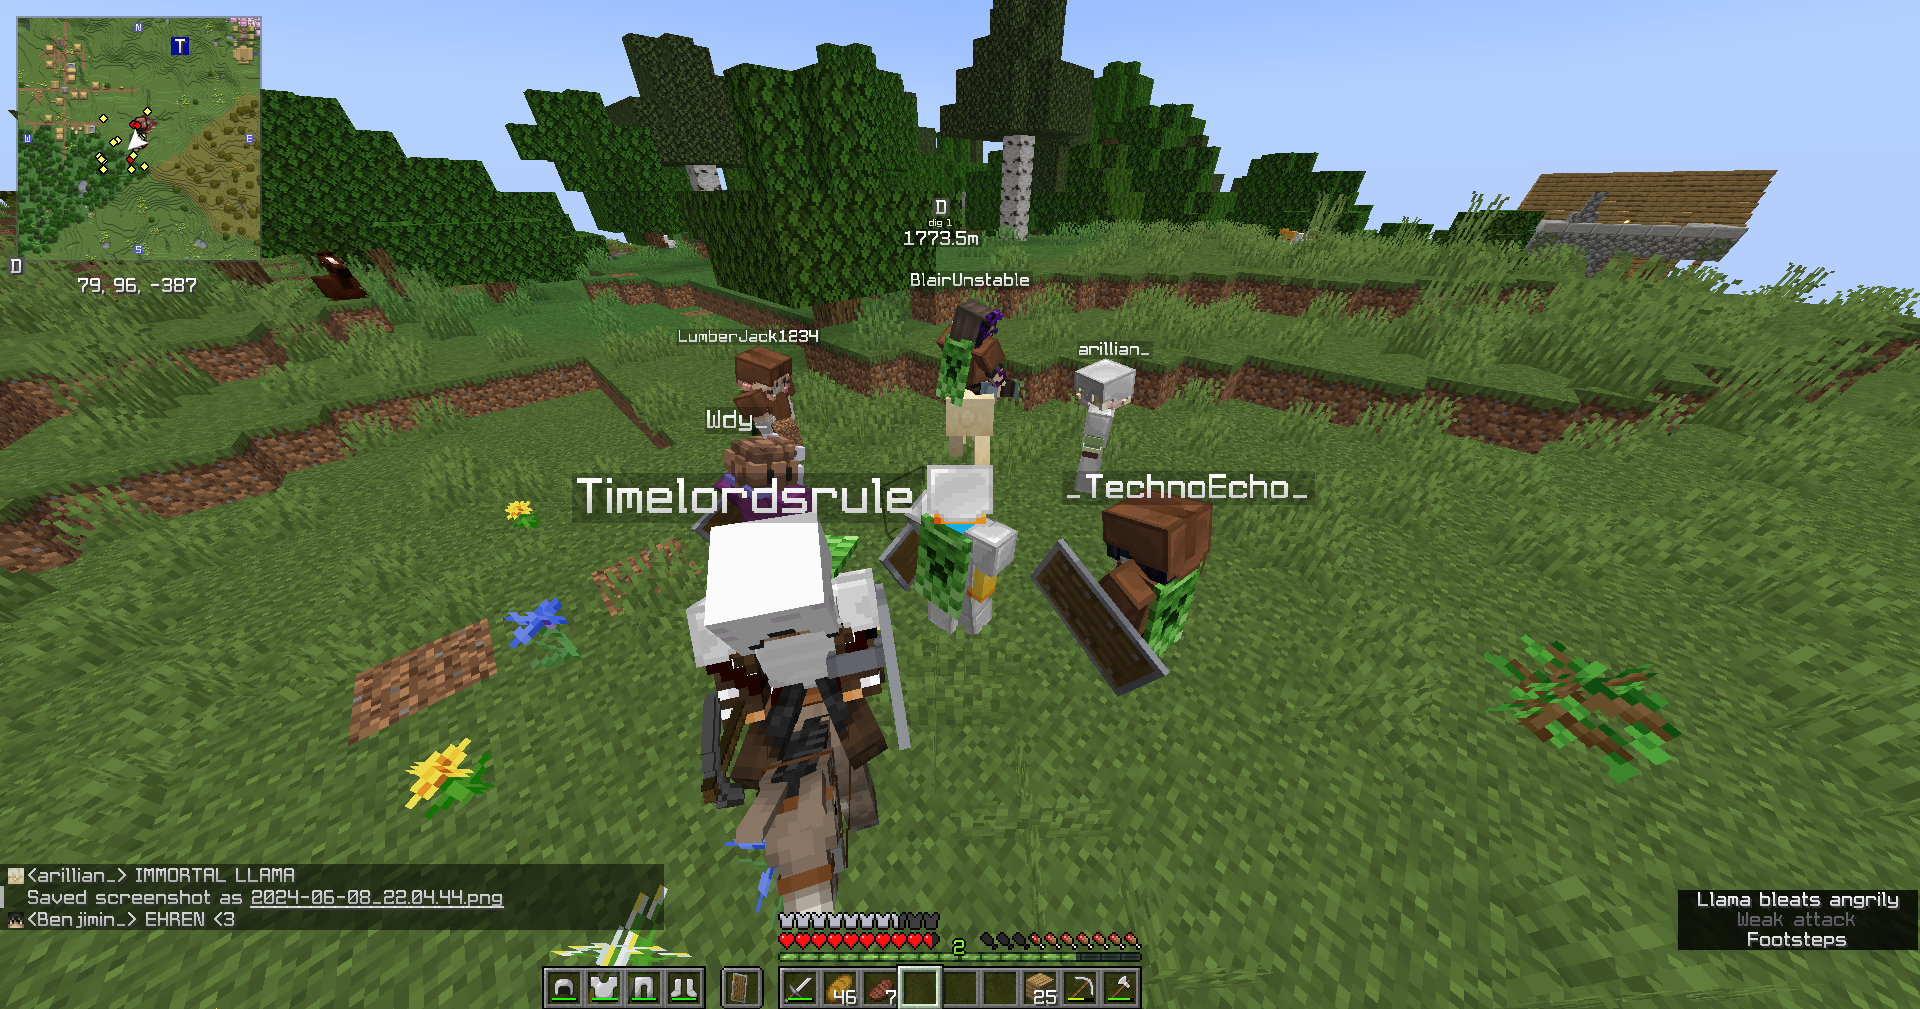 N
T
W
E
S
D
79, 96, -387
D
dig 1
1773.5m
BlairUnstable
LumberJack1234
arillian_
Wdy_
Timelordsrule
_TechnoEcho_
<arillian_> IMMORTAL LLAMA
Saved screenshot as 2024-06-08_22.04.44.png
<Benjimin_> EHREN <3
Llama bleats angrily
Weak attack
Footsteps
2
46
7
25